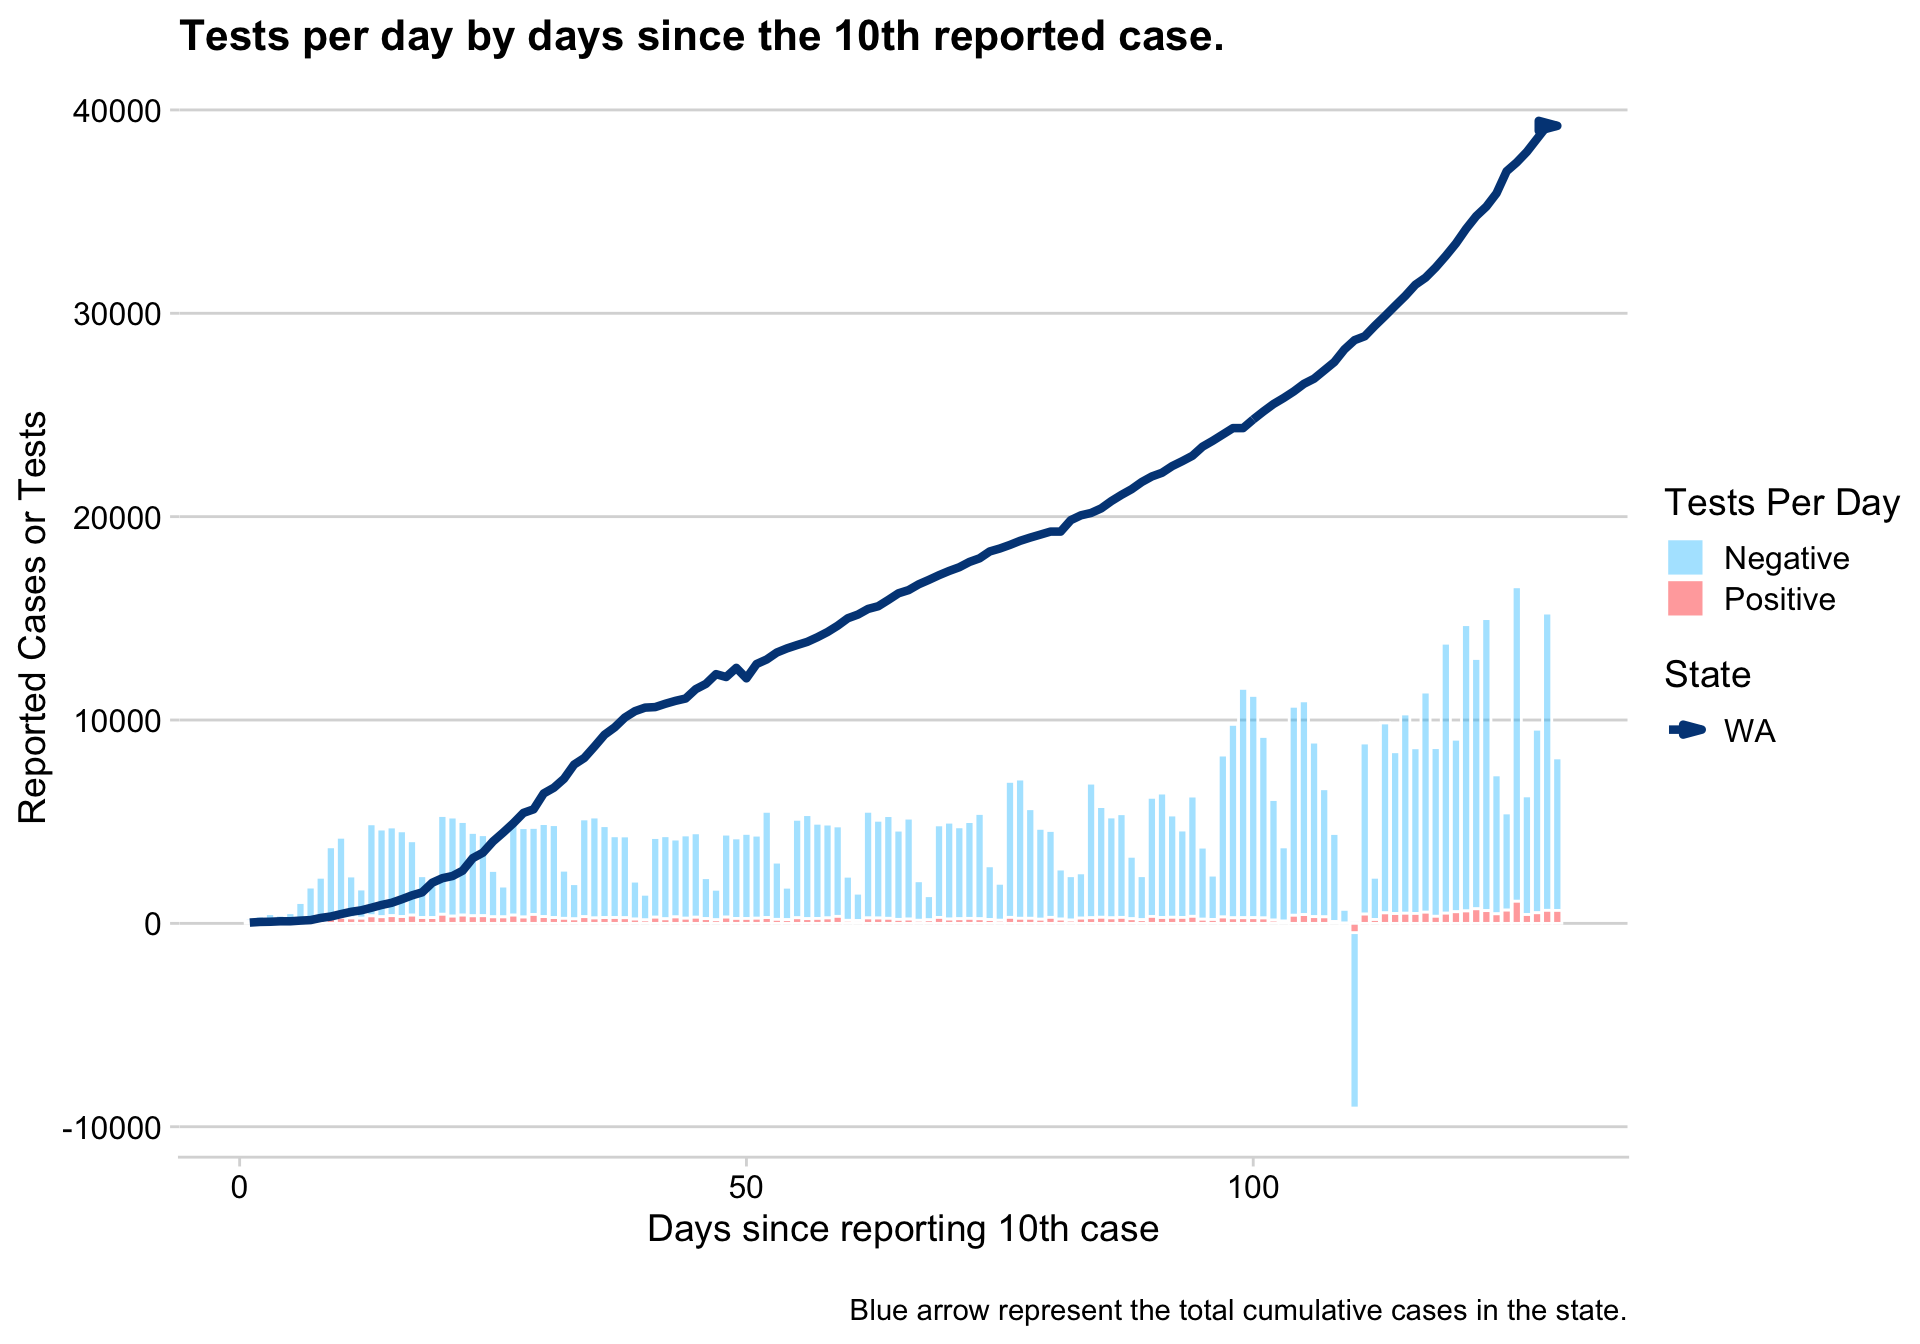 Tests per day by days since the 10th reported case.
40000
30000
20000
10000
0
-10000
Reported Cases or Tests
0
50
100
Days since reporting 10th case
Tests Per Day
Negative
Positive
State
WA
Blue arrow represent the total cumulative cases in the state.